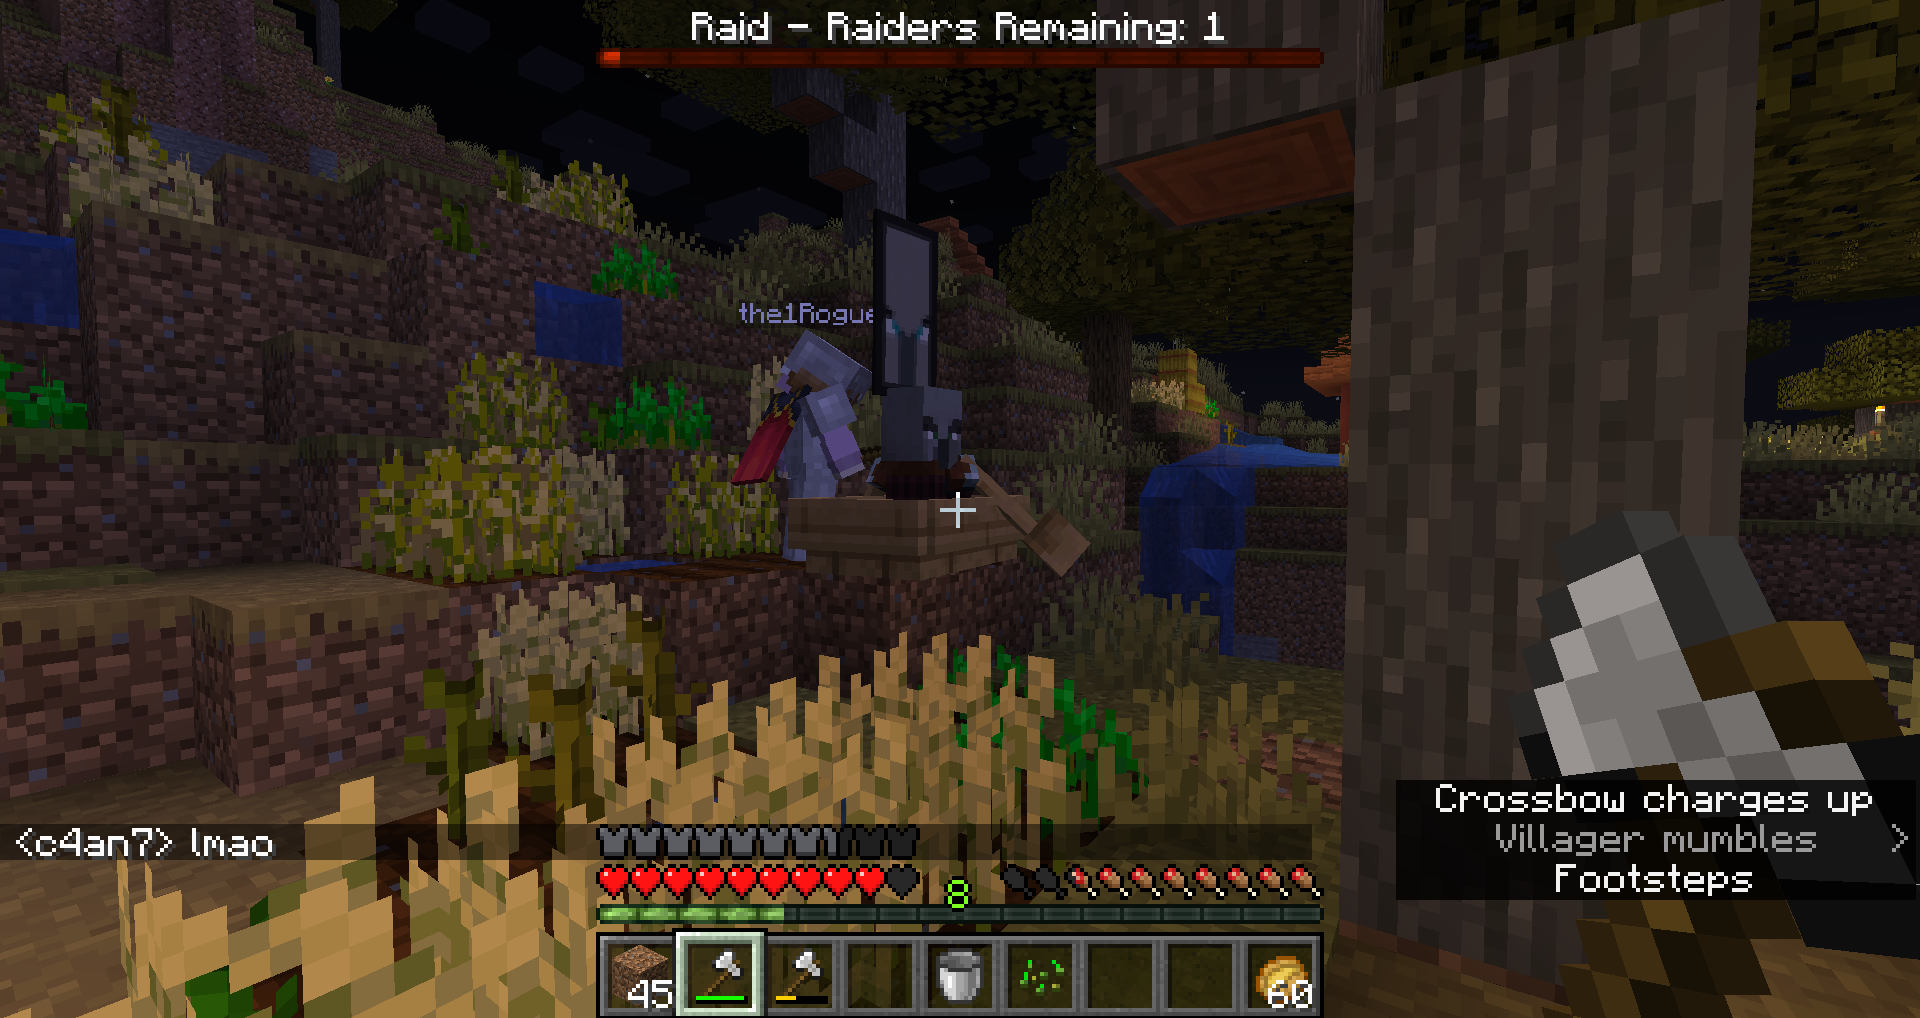 Raid – Raiders Remaining: 1
the1Rogue
<c4an7> lmao
Crossbow charges up
Villager mumbles >
Footsteps
8
45
60